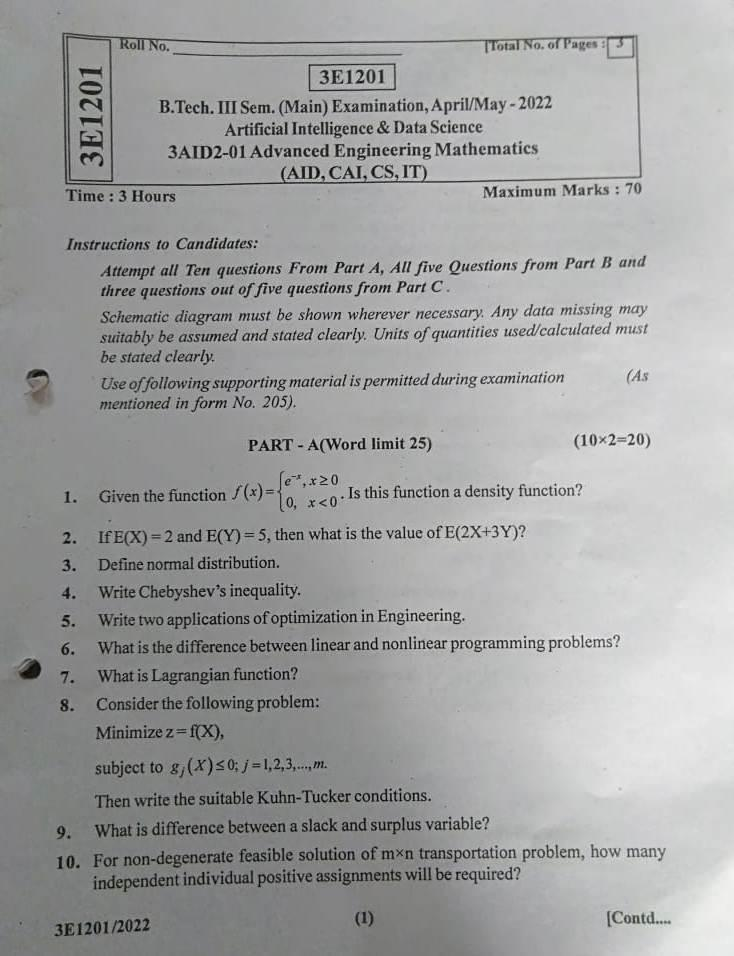 Roll No. ____________ [Total No. of Pages : 3
3E1201
3E1201
B.Tech. III Sem. (Main) Examination, April/May - 2022
Artificial Intelligence & Data Science
3AID2-01 Advanced Engineering Mathematics
(AID, CAI, CS, IT)
Time : 3 Hours Maximum Marks : 70
Instructions to Candidates:
Attempt all Ten questions From Part A, All five Questions from Part B and
three questions out of five questions from Part C .
Schematic diagram must be shown wherever necessary. Any data missing may
suitably be assumed and stated clearly. Units of quantities used/calculated must
be stated clearly.
Use of following supporting material is permitted during examination (As
mentioned in form No. 205).
PART - A(Word limit 25) (10×2=20)
1. Given the function f(x)={e⁻ˣ, x ≥ 0
0, x < 0. Is this function a density function?
2. If E(X) = 2 and E(Y) = 5, then what is the value of E(2X+3Y)?
3. Define normal distribution.
4. Write Chebyshev's inequality.
5. Write two applications of optimization in Engineering.
6. What is the difference between linear and nonlinear programming problems?
7. What is Lagrangian function?
8. Consider the following problem:
Minimize z = f(X),
subject to gⱼ(X) ≤ 0; j = 1,2,3,...,m.
Then write the suitable Kuhn-Tucker conditions.
9. What is difference between a slack and surplus variable?
10. For non-degenerate feasible solution of m×n transportation problem, how many
independent individual positive assignments will be required?
3E1201/2022 (1) [Contd....